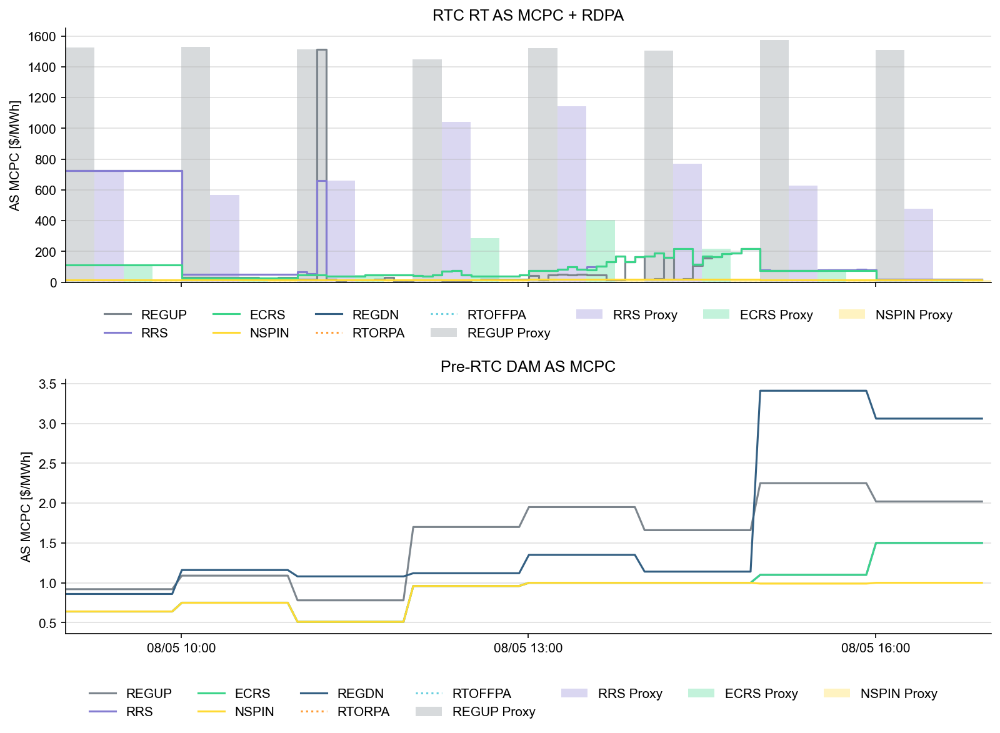 RTC RT AS MCPC + RDPA
AS MCPC [$/MWh]
1600
1400
1200
1000
800
600
400
200
0
REGUP ECRS REGDN RTOFFPA RRS Proxy ECRS Proxy NSPIN Proxy
RRS NSPIN RTORPA REGUP Proxy
Pre-RTC DAM AS MCPC
AS MCPC [$/MWh]
3.5
3.0
2.5
2.0
1.5
1.0
0.5
08/05 10:00 08/05 13:00 08/05 16:00
REGUP ECRS REGDN RTOFFPA RRS Proxy ECRS Proxy NSPIN Proxy
RRS NSPIN RTORPA REGUP Proxy